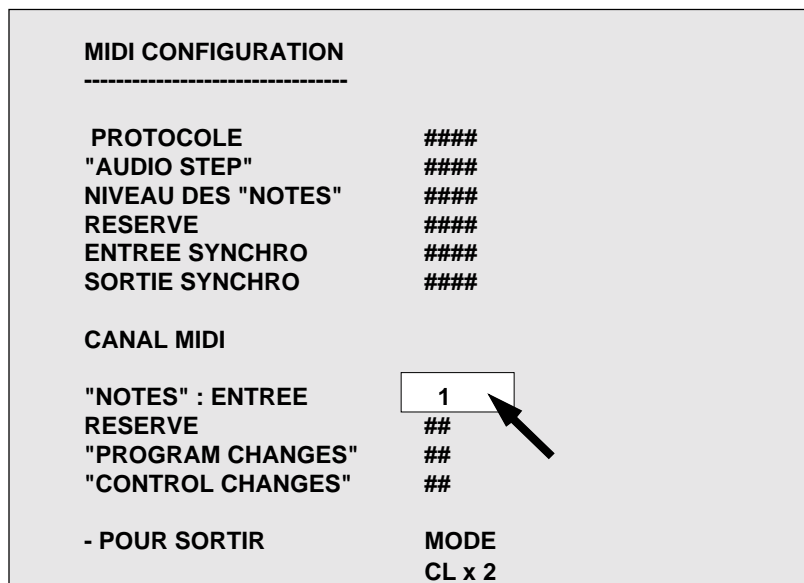 MIDI CONFIGURATION
---------------------------------
PROTOCOLE ####
"AUDIO STEP" ####
NIVEAU DES "NOTES" ####
RESERVE ####
ENTREE SYNCHRO ####
SORTIE SYNCHRO ####
CANAL MIDI
"NOTES" : ENTREE 1
RESERVE ##
"PROGRAM CHANGES" ##
"CONTROL CHANGES" ##
- POUR SORTIR MODE
CL x 2